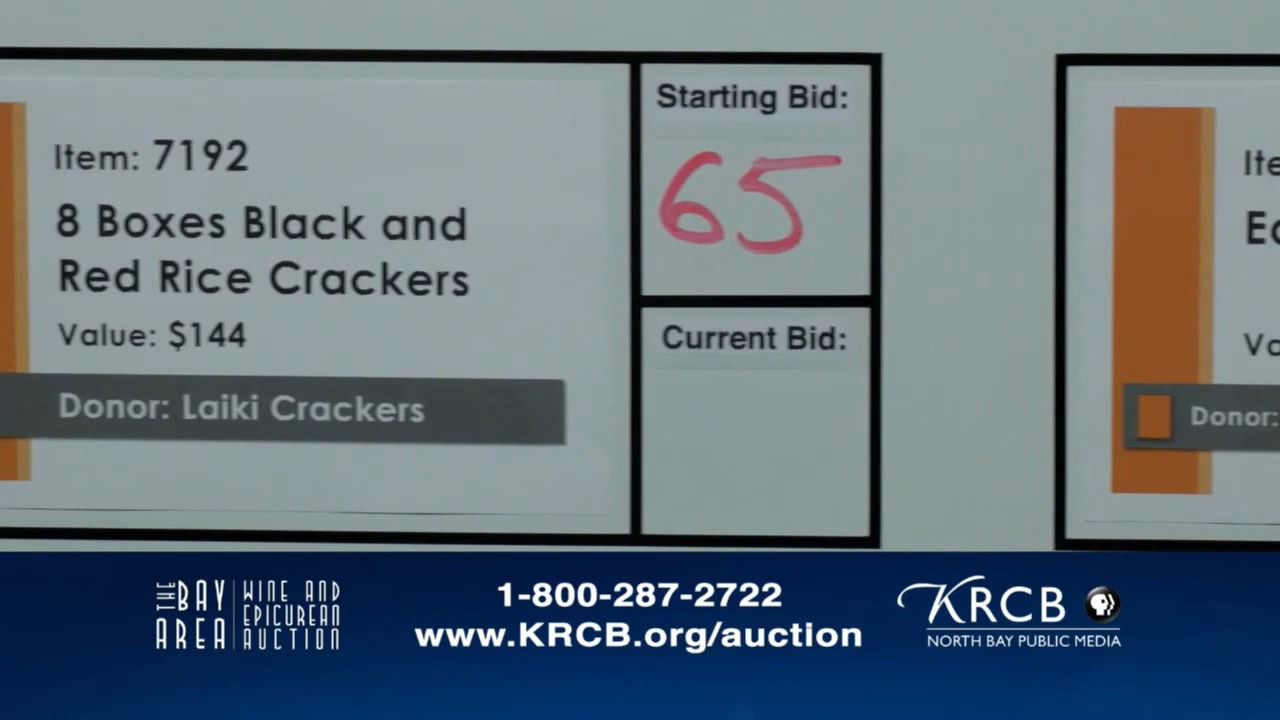 Item: 7192
8 Boxes Black and
Red Rice Crackers
Value: $144
Donor: Laiki Crackers
Starting Bid:
65
Current Bid:
Donor:
THE BAY AREA
WINE AND
EPICUREAN
AUCTION
1-800-287-2722
www.KRCB.org/auction
KRCB
NORTH BAY PUBLIC MEDIA